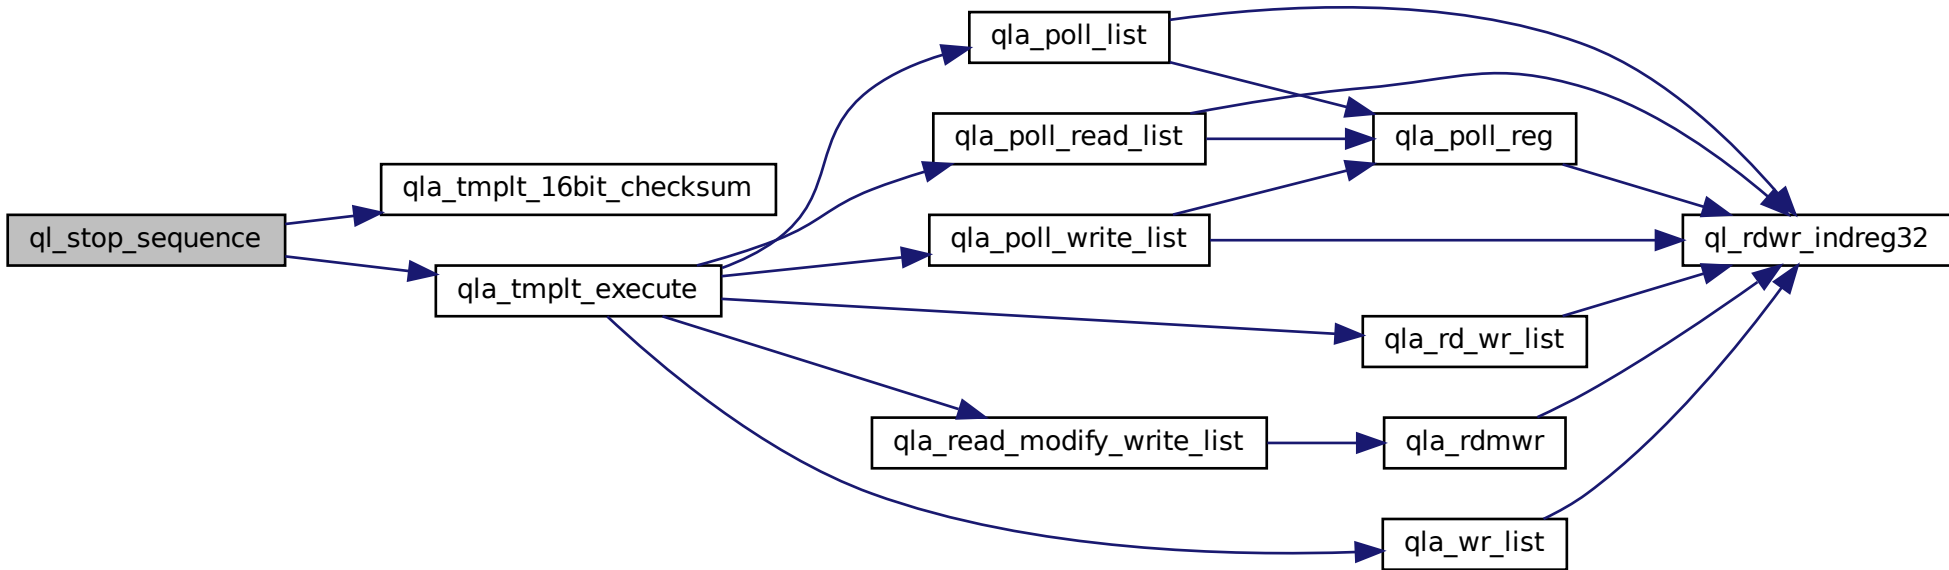 ql_stop_sequence
qla_tmplt_16bit_checksum
qla_tmplt_execute
qla_poll_list
qla_poll_read_list
qla_poll_write_list
qla_read_modify_write_list
qla_poll_reg
qla_rd_wr_list
qla_rdmwr
qla_wr_list
ql_rdwr_indreg32